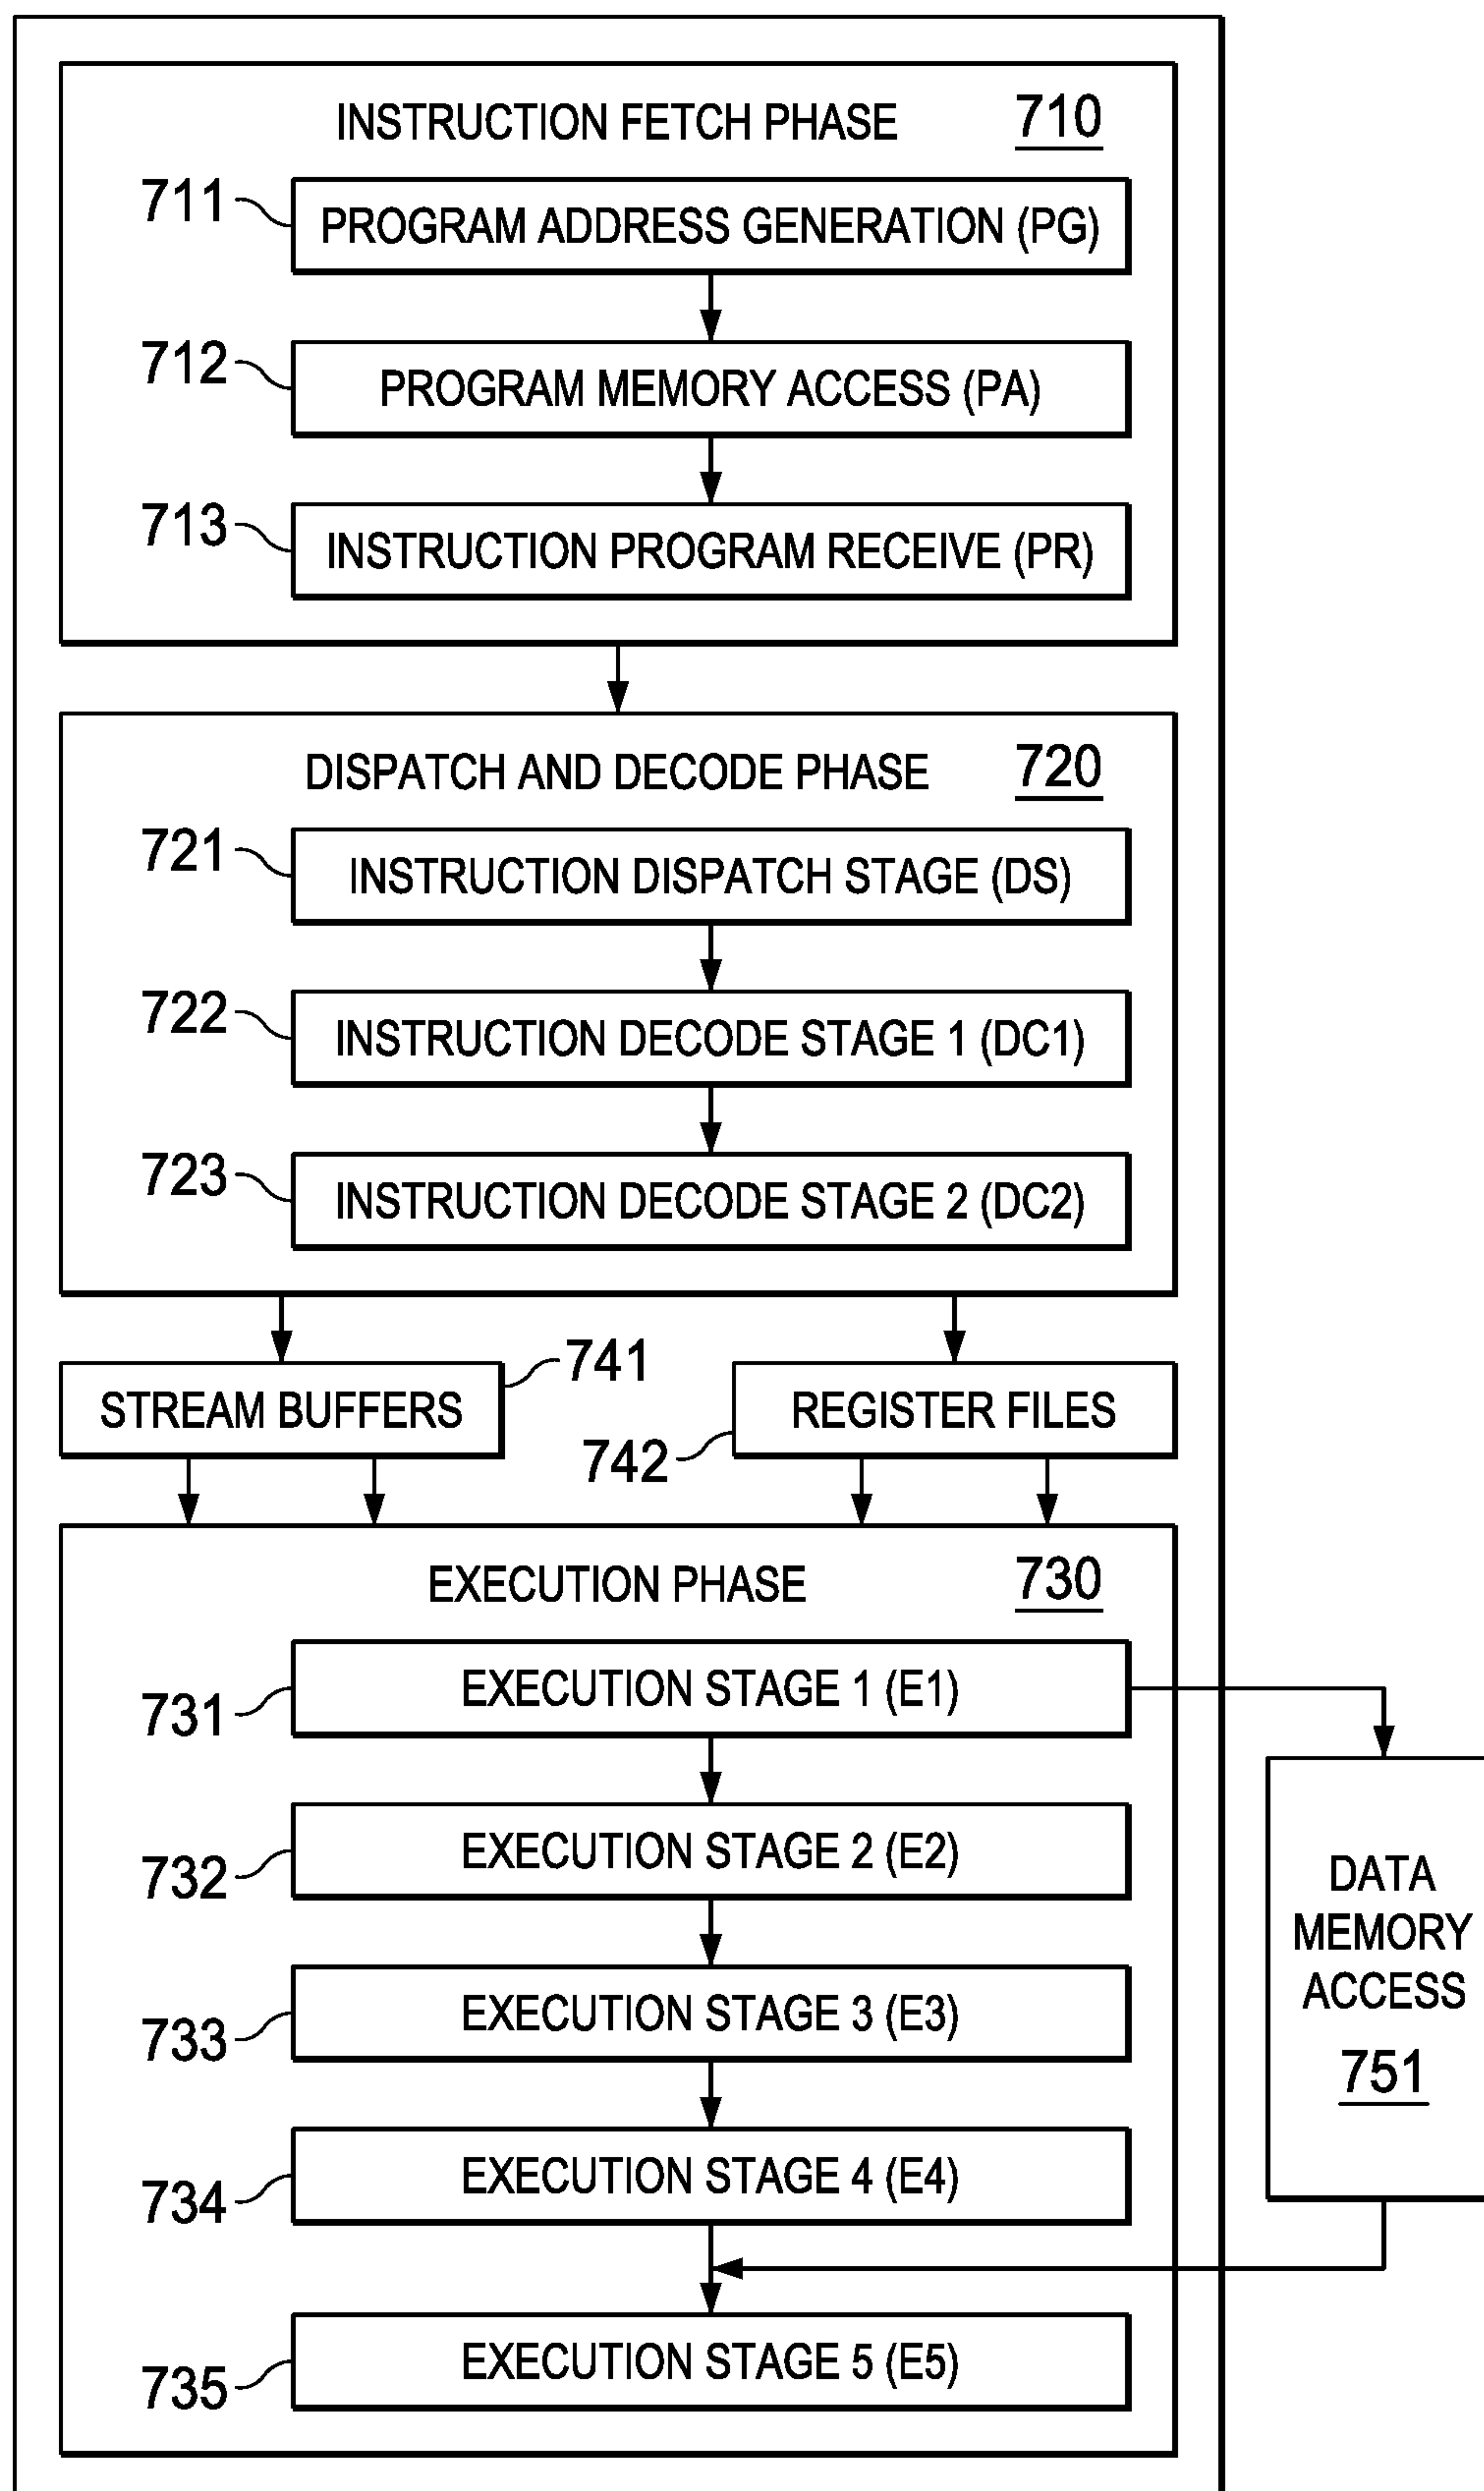 INSTRUCTION FETCH PHASE 710
711 PROGRAM ADDRESS GENERATION (PG)
712 PROGRAM MEMORY ACCESS (PA)
713 INSTRUCTION PROGRAM RECEIVE (PR)
DISPATCH AND DECODE PHASE 720
721 INSTRUCTION DISPATCH STAGE (DS)
722 INSTRUCTION DECODE STAGE 1 (DC1)
723 INSTRUCTION DECODE STAGE 2 (DC2)
STREAM BUFFERS 741
742 REGISTER FILES
EXECUTION PHASE 730
731 EXECUTION STAGE 1 (E1)
732 EXECUTION STAGE 2 (E2)
733 EXECUTION STAGE 3 (E3)
734 EXECUTION STAGE 4 (E4)
735 EXECUTION STAGE 5 (E5)
DATA
MEMORY
ACCESS
751